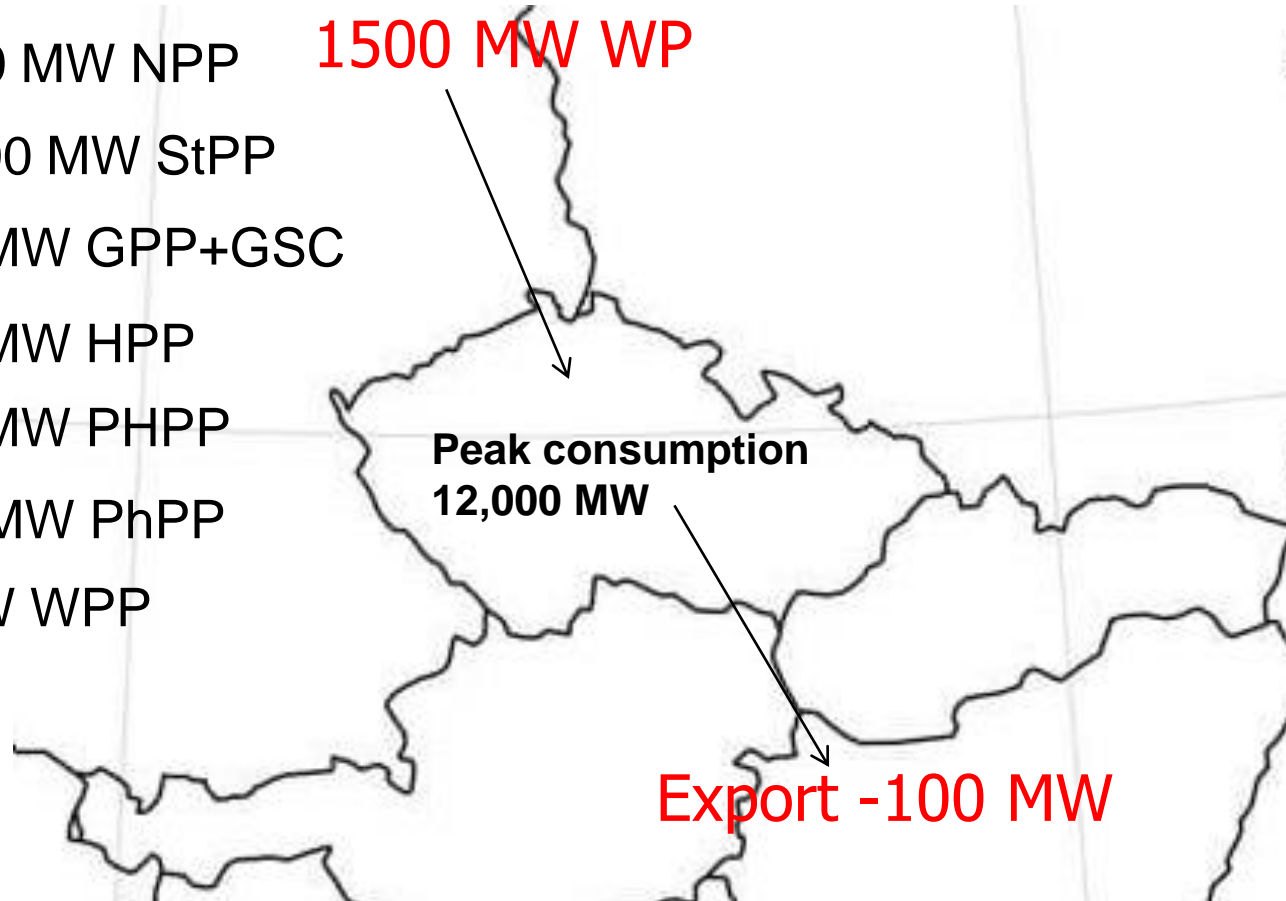 0 MW NPP
1500 MW WP
00 MW StPP
MW GPP+GSC
MW HPP
MW PHPP
Peak consumption
12,000 MW
MW PhPP
W WPP
Export -100 MW